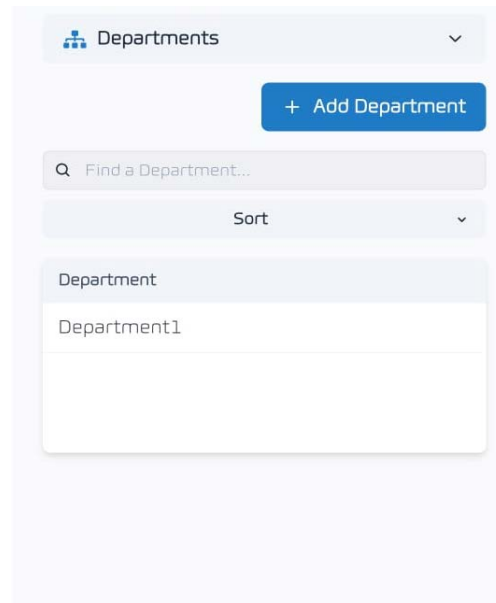 Departments
+ Add Department
Find a Department...
Sort
Department
Department1